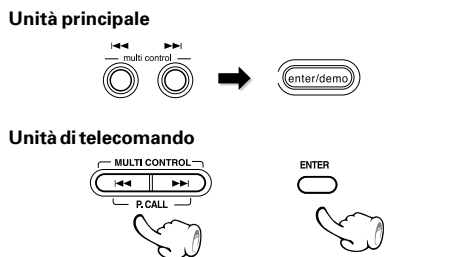 Unità principale
multi control
enter/demo
Unità di telecomando
MULTI CONTROL
ENTER
P.CALL